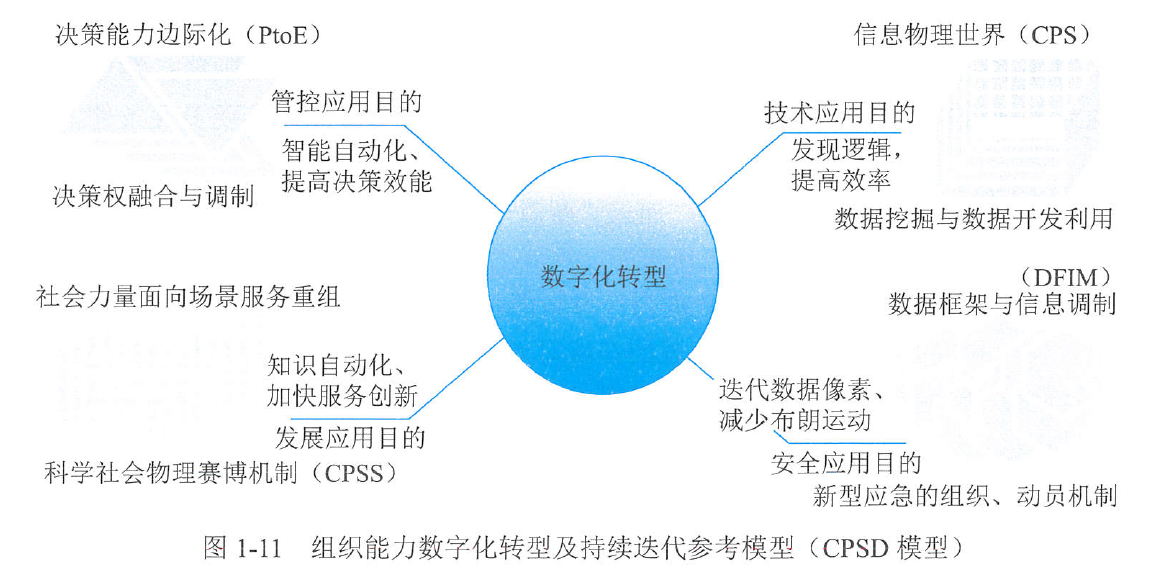 决策能力边际化（PtoE）
管控应用目的
智能自动化、
提高决策效能
决策权融合与调制
信息物理世界（CPS）
技术应用目的
发现逻辑，
提高效率
数据挖掘与数据开发利用
数字化转型
社会力量面向场景服务重组
知识自动化、
加快服务创新
发展应用目的
科学社会物理赛博机制（CPSS）
（DFIM）
数据框架与信息调制
迭代数据像素、
减少布朗运动
安全应用目的
新型应急的组织、动员机制
图 1-11 组织能力数字化转型及持续迭代参考模型（CPSD 模型）